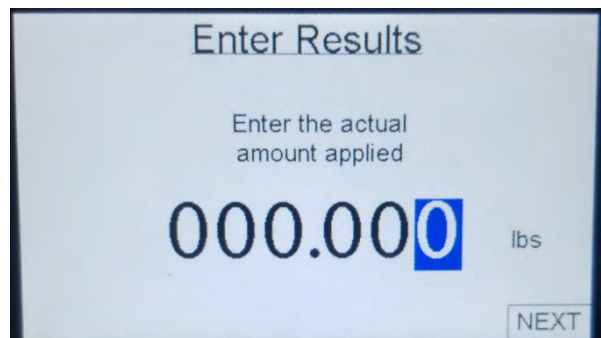 Enter Results
Enter the actual
amount applied
000.000 lbs
NEXT